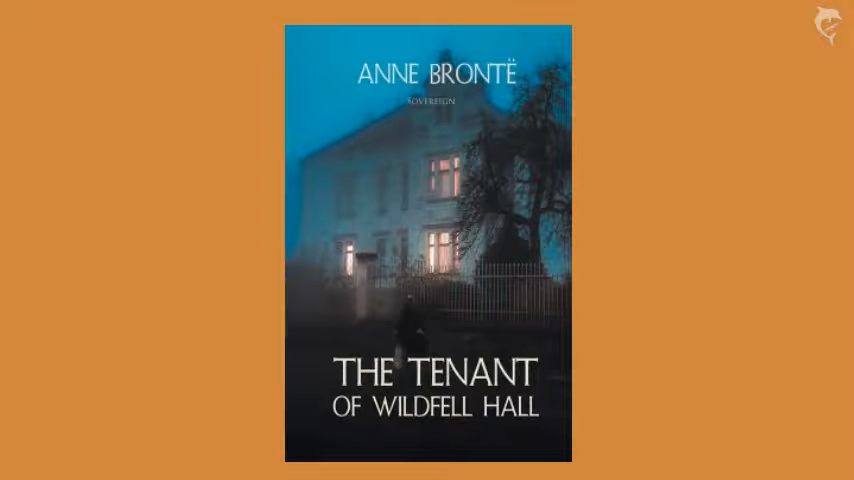 ANNE BRONTË
SOVEREIGN
THE TENANT
OF WILDFELL HALL